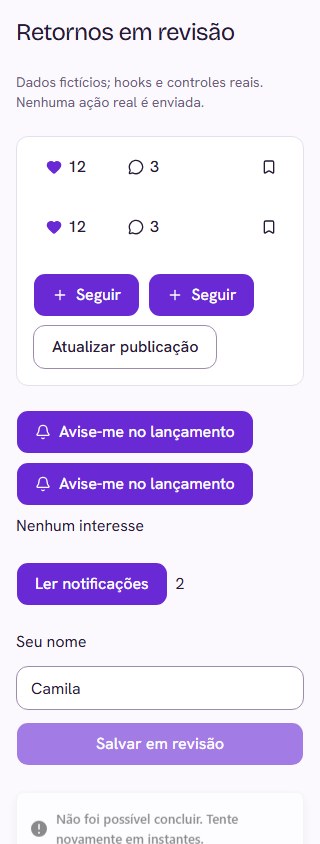 Retornos em revisão
Dados fictícios; hooks e controles reais.
Nenhuma ação real é enviada.
12 3
12 3
Seguir Seguir
Atualizar publicação
Avise-me no lançamento
Avise-me no lançamento
Nenhum interesse
Ler notificações 2
Seu nome
Camila
Salvar em revisão
Não foi possível concluir. Tente
novamente em instantes.